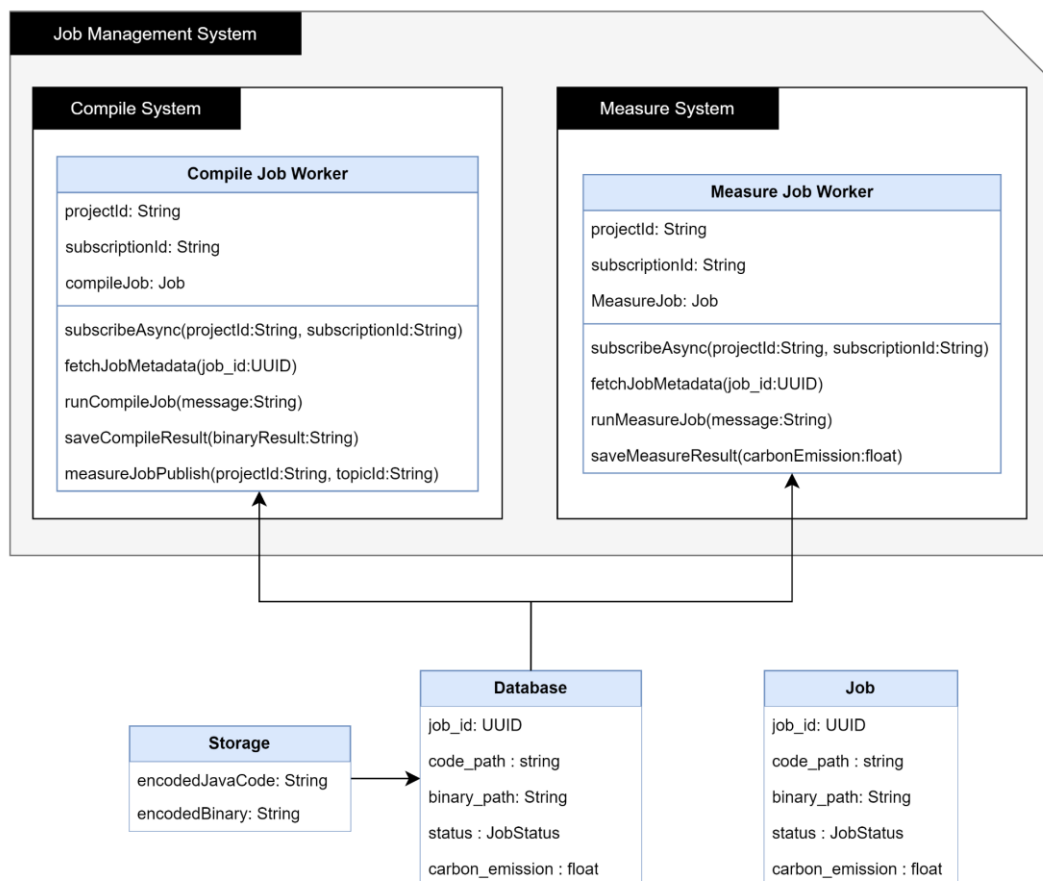 Job Management System
Compile System
Compile Job Worker
projectId: String
subscriptionId: String
compileJob: Job
subscribeAsync(projectId:String, subscriptionId:String)
fetchJobMetadata(job_id:UUID)
runCompileJob(message:String)
saveCompileResult(binaryResult:String)
measureJobPublish(projectId:String, topicId:String)
Measure System
Measure Job Worker
projectId: String
subscriptionId: String
MeasureJob: Job
subscribeAsync(projectId:String, subscriptionId:String)
fetchJobMetadata(job_id:UUID)
runMeasureJob(message:String)
saveMeasureResult(carbonEmission:float)
Storage
encodedJavaCode: String
encodedBinary: String
Database
job_id: UUID
code_path : string
binary_path: String
status : JobStatus
carbon_emission : float
Job
job_id: UUID
code_path : string
binary_path: String
status : JobStatus
carbon_emission : float